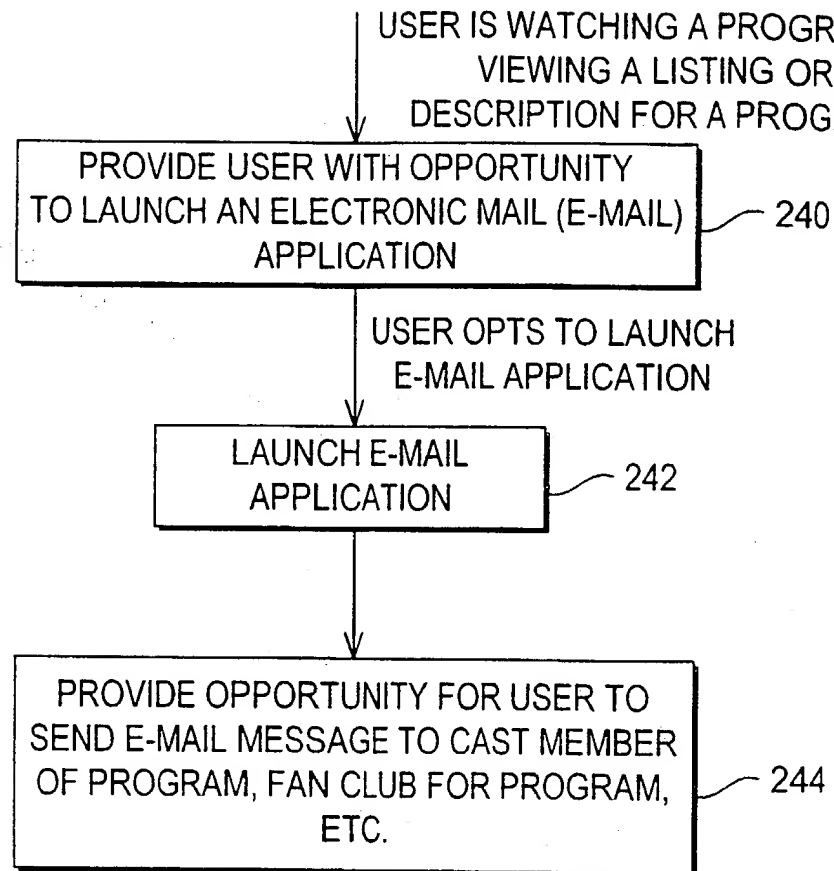 USER IS WATCHING A PROGR
VIEWING A LISTING OR
DESCRIPTION FOR A PROG
PROVIDE USER WITH OPPORTUNITY
TO LAUNCH AN ELECTRONIC MAIL (E-MAIL)
APPLICATION
240
USER OPTS TO LAUNCH
E-MAIL APPLICATION
LAUNCH E-MAIL
APPLICATION
242
PROVIDE OPPORTUNITY FOR USER TO
SEND E-MAIL MESSAGE TO CAST MEMBER
OF PROGRAM, FAN CLUB FOR PROGRAM,
ETC.
244